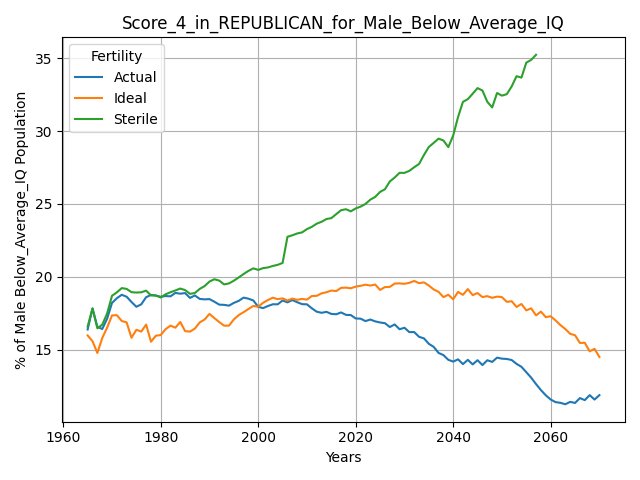 Score_4_in_REPUBLICAN_for_Male_Below_Average_IQ
% of Male Below_Average_IQ Population
Fertility
Actual
Ideal
Sterile
35
30
25
20
15
1960
1980
2000
2020
2040
2060
Years